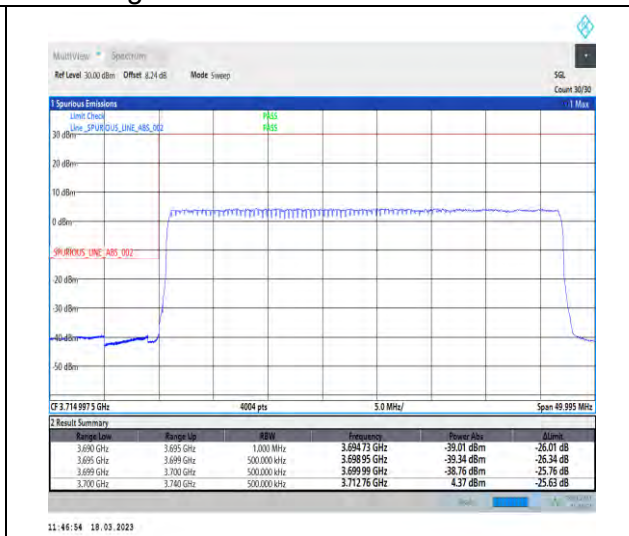 MultiView Spectrum
Ref Level 30.00 dBm Offset 8.24 dB Mode Sweep SGL
Count 30/30
1 Spurious Emissions 1 Max
Limit Check PASS
Line _SPURIOUS_LINE_ABS_002 PASS
30 dBm
20 dBm
10 dBm
0 dBm
_SPURIOUS_LINE_ABS_002
-20 dBm
-30 dBm
-40 dBm
-50 dBm
CF 3.714 997 5 GHz 4004 pts 5.0 MHz/ Span 49.995 MHz
2 Result Summary
Range Low Range Up RBW Frequency Power Abs ΔLimit
3.690 GHz 3.695 GHz 1.000 MHz 3.694 73 GHz -39.01 dBm -26.01 dB
3.695 GHz 3.699 GHz 500.000 kHz 3.698 95 GHz -39.34 dBm -26.34 dB
3.699 GHz 3.700 GHz 500.000 kHz 3.699 99 GHz -38.76 dBm -25.76 dB
3.700 GHz 3.740 GHz 500.000 kHz 3.712 76 GHz 4.37 dBm -25.63 dB
11:46:54 18.03.2023